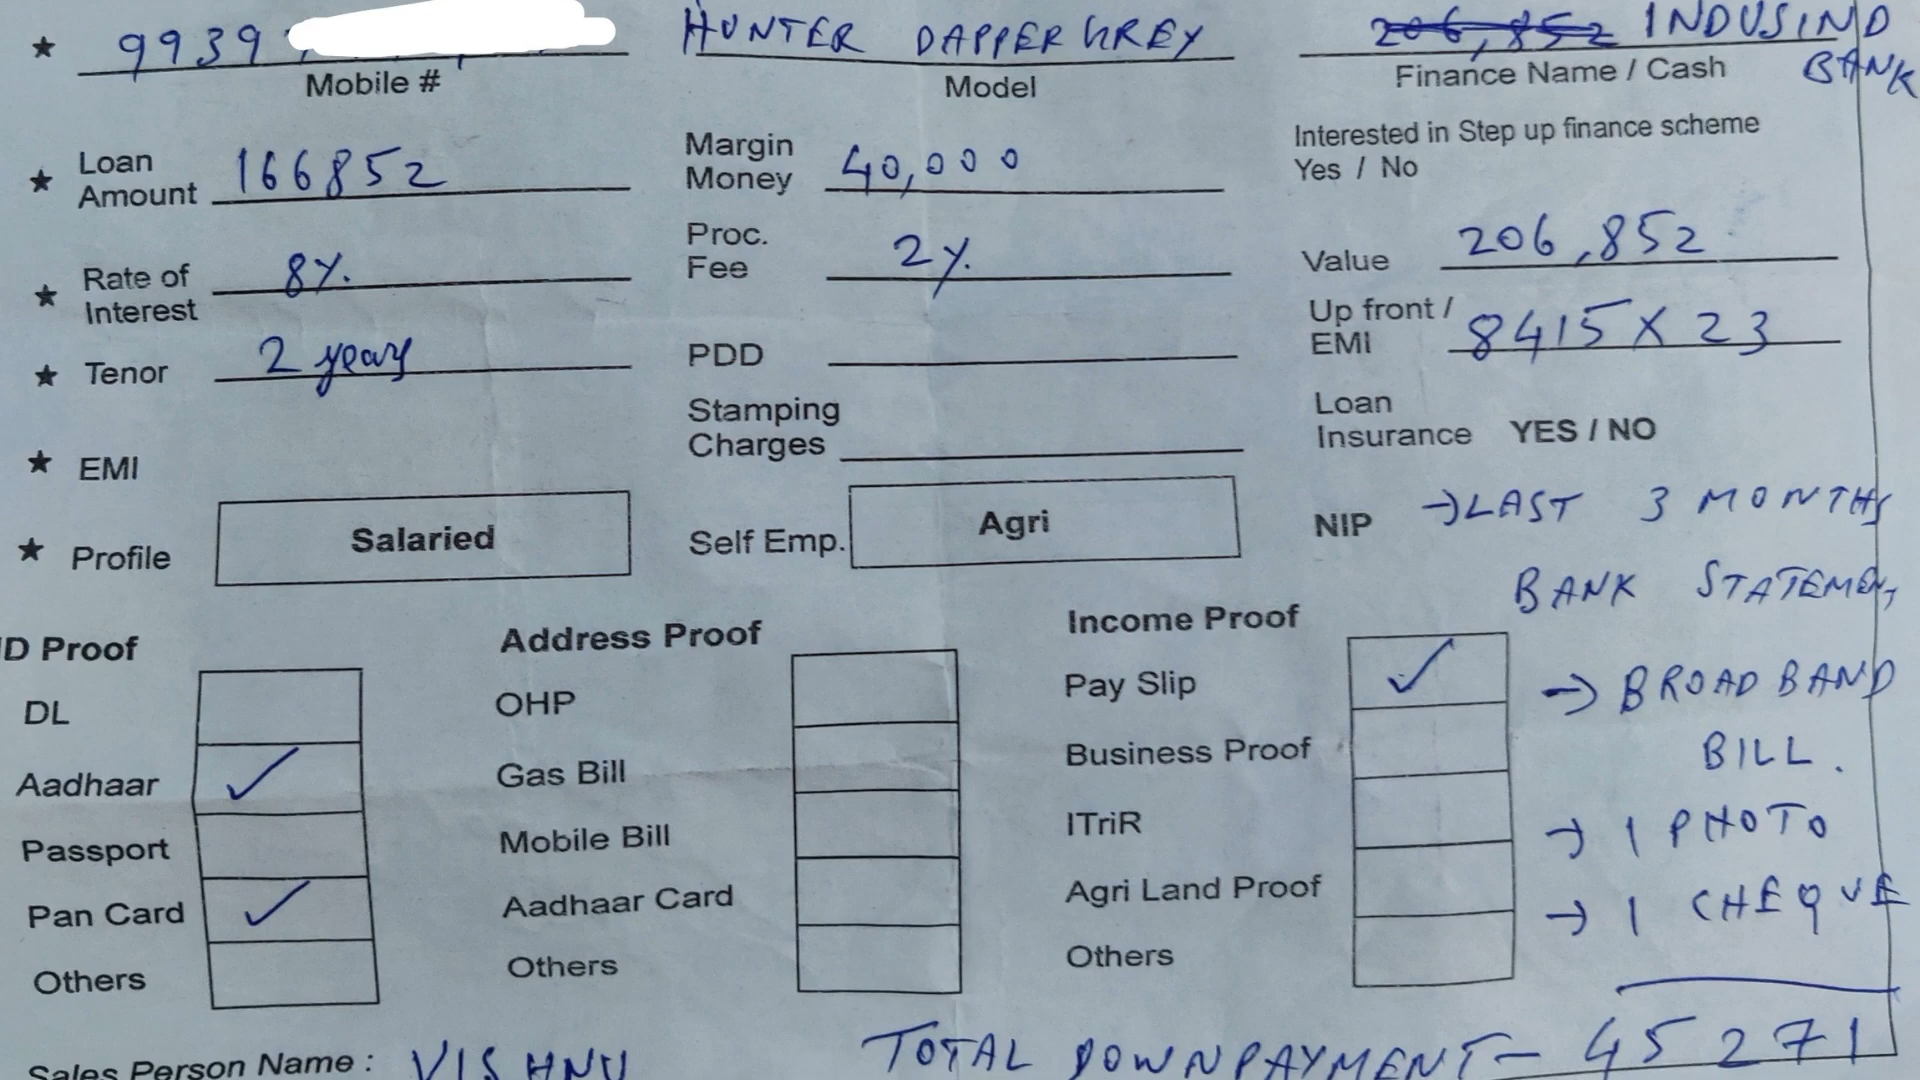 ★ 9939 HUNTER DAPPER GREY 206,852 INDUSIND
Mobile # Model Finance Name / Cash BANK
★ Loan Amount 166852 Margin Money 40,000 Interested in Step up finance scheme
Yes / No
★ Rate of Interest 8% Proc. Fee 2% Value 206,852
★ Tenor 2 years PDD Up front / EMI 8415 X 23
★ EMI Stamping Charges Loan Insurance YES / NO
★ Profile Salaried Self Emp. Agri NIP → LAST 3 MONTHS
BANK STATEMENT
D Proof Address Proof Income Proof
DL OHP Pay Slip ✓ → BROADBAND
Aadhaar ✓ Gas Bill Business Proof BILL.
Passport Mobile Bill ITriR → 1 PHOTO
Pan Card ✓ Aadhaar Card Agri Land Proof → 1 CHEQUE
Others Others Others
Sales Person Name : VISHNU TOTAL DOWNPAYMENT - 45271